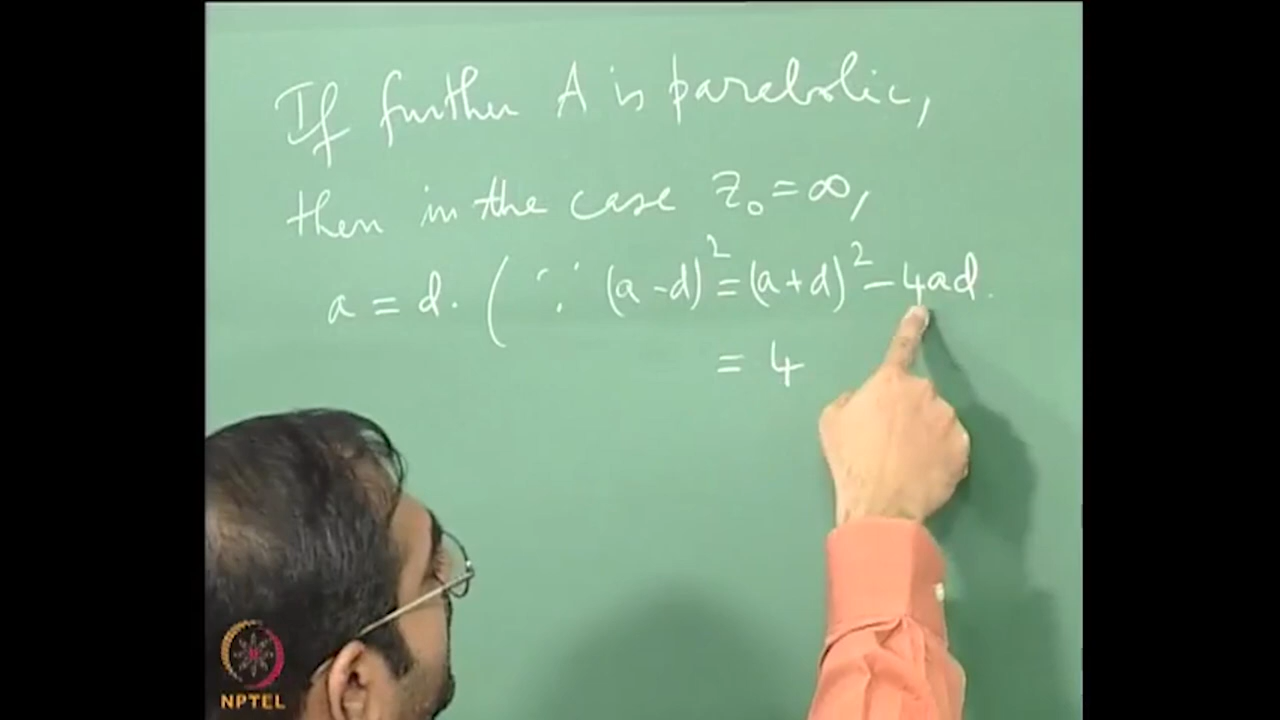 If further A is parabolic,
then in the case z₀ = ∞,
a = d. ( ∵ (a - d)² = (a + d)² - 4ad.
= 4
NPTEL